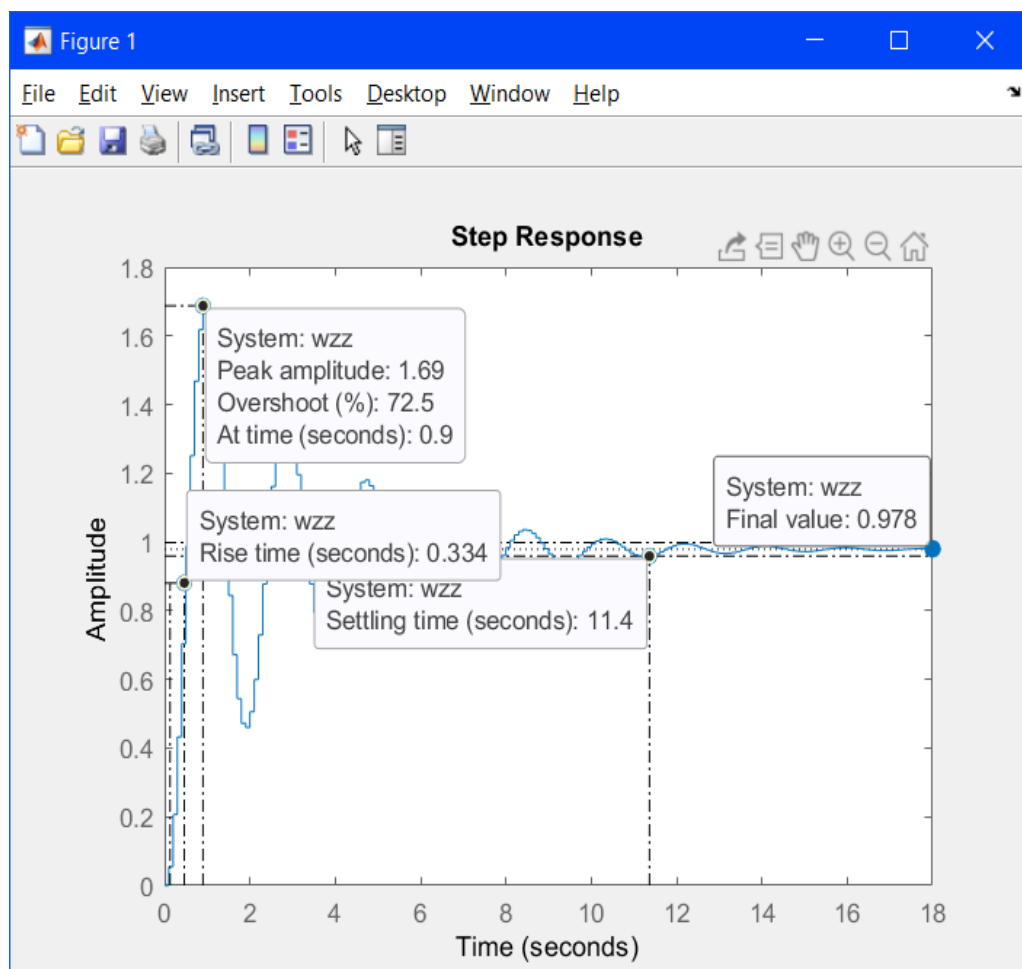 Figure 1
File Edit View Insert Tools Desktop Window Help
Step Response
1.8
1.6
1.4
1.2
1
0.8
0.6
0.4
0.2
0
Amplitude
System: wzz
Peak amplitude: 1.69
Overshoot (%): 72.5
At time (seconds): 0.9
System: wzz
Rise time (seconds): 0.334
System: wzz
Settling time (seconds): 11.4
System: wzz
Final value: 0.978
0 2 4 6 8 10 12 14 16 18
Time (seconds)